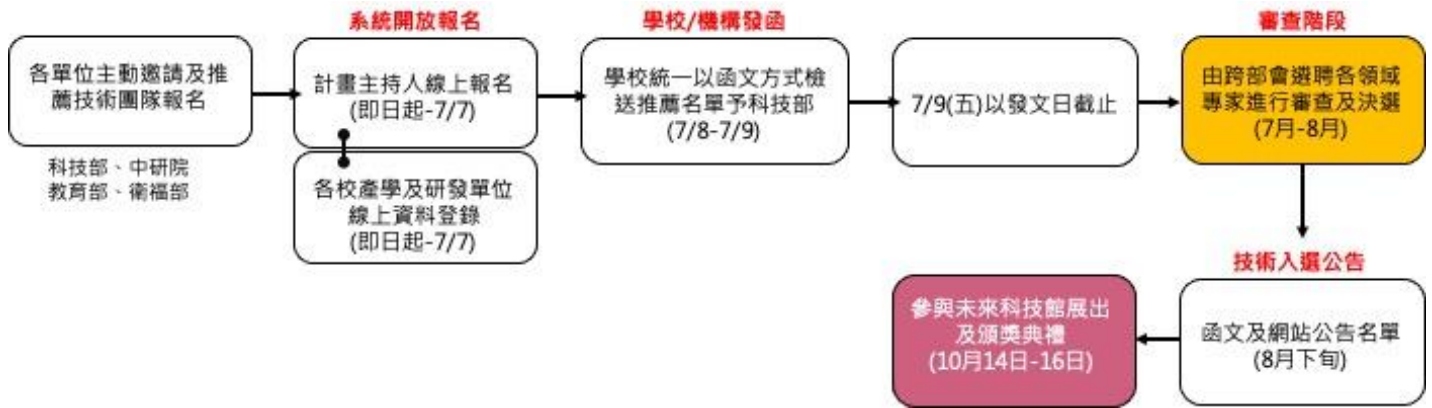 各單位主動邀請及推
薦技術團隊報名
科技部、中研院
教育部、衛福部
系統開放報名
計畫主持人線上報名
(即日起-7/7)
各校產學及研發單位
線上資料登錄
(即日起-7/7)
學校/機構發函
學校統一以函文方式檢
送推薦名單予科技部
(7/8-7/9)
7/9(五)以發文日截止
審查階段
由跨部會遴聘各領域
專家進行審查及決選
(7月-8月)
技術入選公告
函文及網站公告名單
(8月下旬)
參與未來科技館展出
及頒獎典禮
(10月14日-16日)